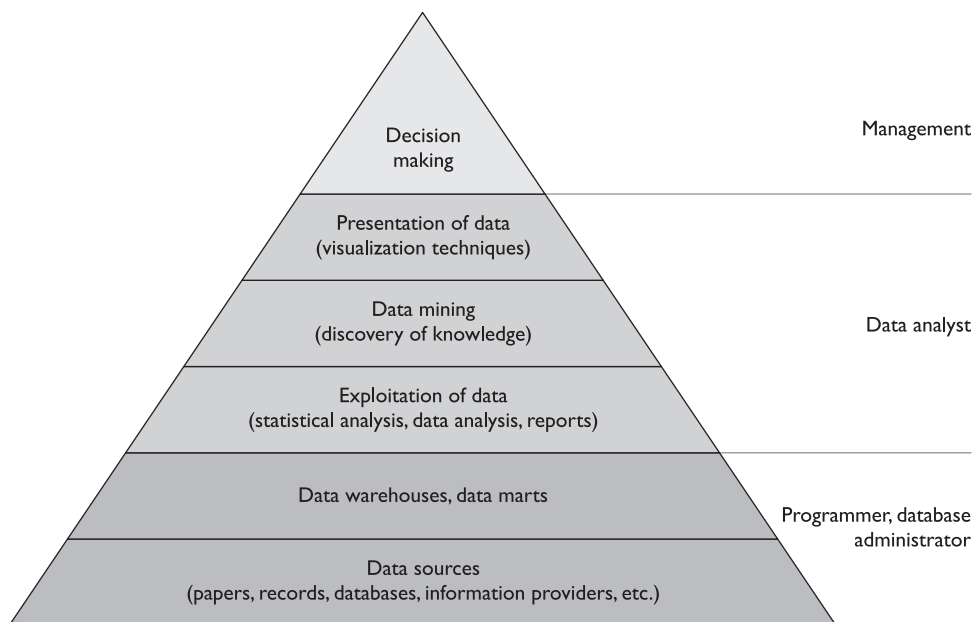 Decision
making
Management
Presentation of data
(visualization techniques)
Data mining
(discovery of knowledge)
Data analyst
Exploitation of data
(statistical analysis, data analysis, reports)
Data warehouses, data marts
Programmer, database
administrator
Data sources
(papers, records, databases, information providers, etc.)